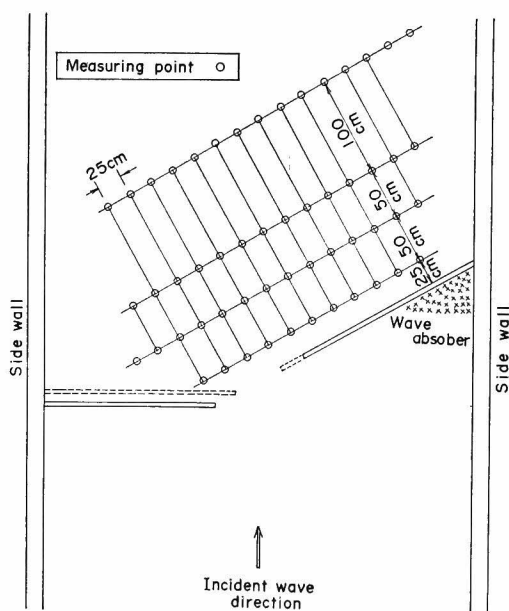 Measuring point
25cm
100
cm
50
cm
50
cm
25
cm
Wave
absober
Side wall
Side wall
Incident wave
direction